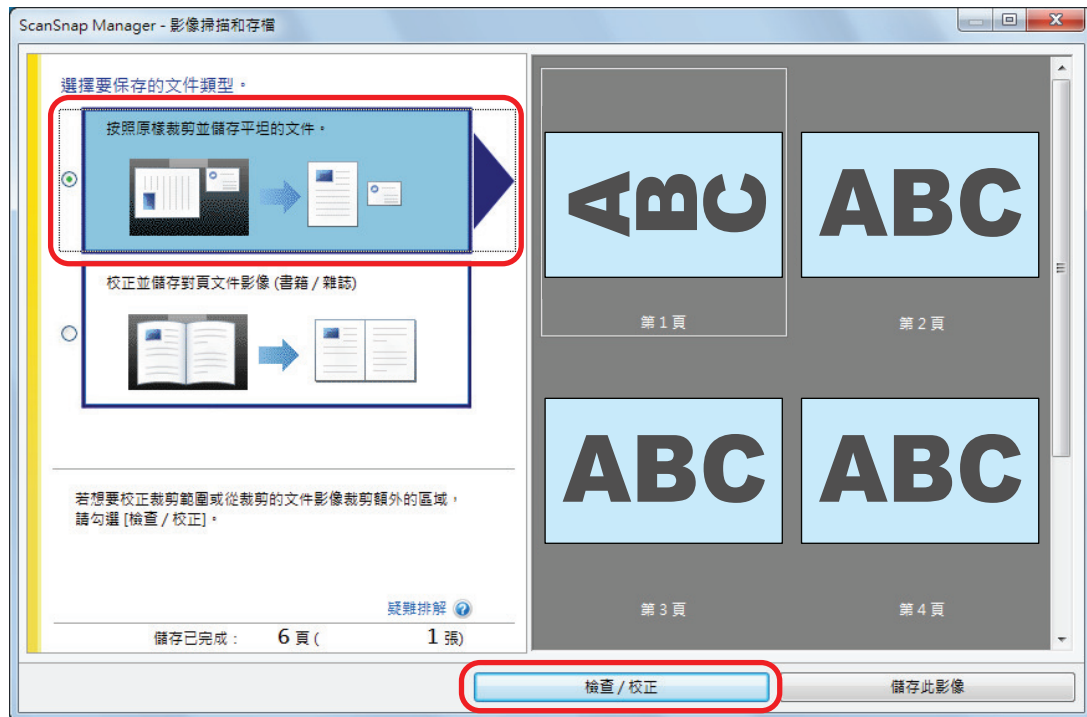 ScanSnap Manager - 影像掃描和存檔
選擇要保存的文件類型。
按照原樣裁剪並儲存平坦的文件。
校正並儲存對頁文件影像 (書籍 / 雜誌)
若想要校正裁剪範圍或從裁剪的文件影像裁剪額外的區域，
請勾選 [檢查 / 校正]。
疑難排解
儲存已完成： 6 頁 ( 1 張)
ABC
第 1 頁
ABC
第 2 頁
ABC
第 3 頁
ABC
第 4 頁
檢查 / 校正
儲存此影像